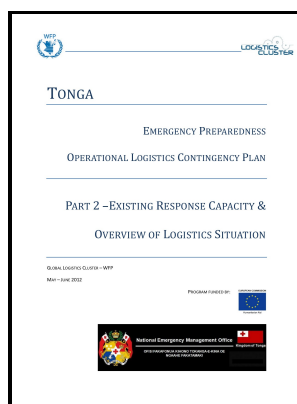 WFP
LOGISTICS
CLUSTER
TONGA
EMERGENCY PREPAREDNESS
OPERATIONAL LOGISTICS CONTINGENCY PLAN
PART 2 –EXISTING RESPONSE CAPACITY &
OVERVIEW OF LOGISTICS SITUATION
GLOBAL LOGISTICS CLUSTER – WFP
MAY – JUNE 2012
PROGRAM FUNDED BY:
National Emergency Management Office
Kingdom of Tonga